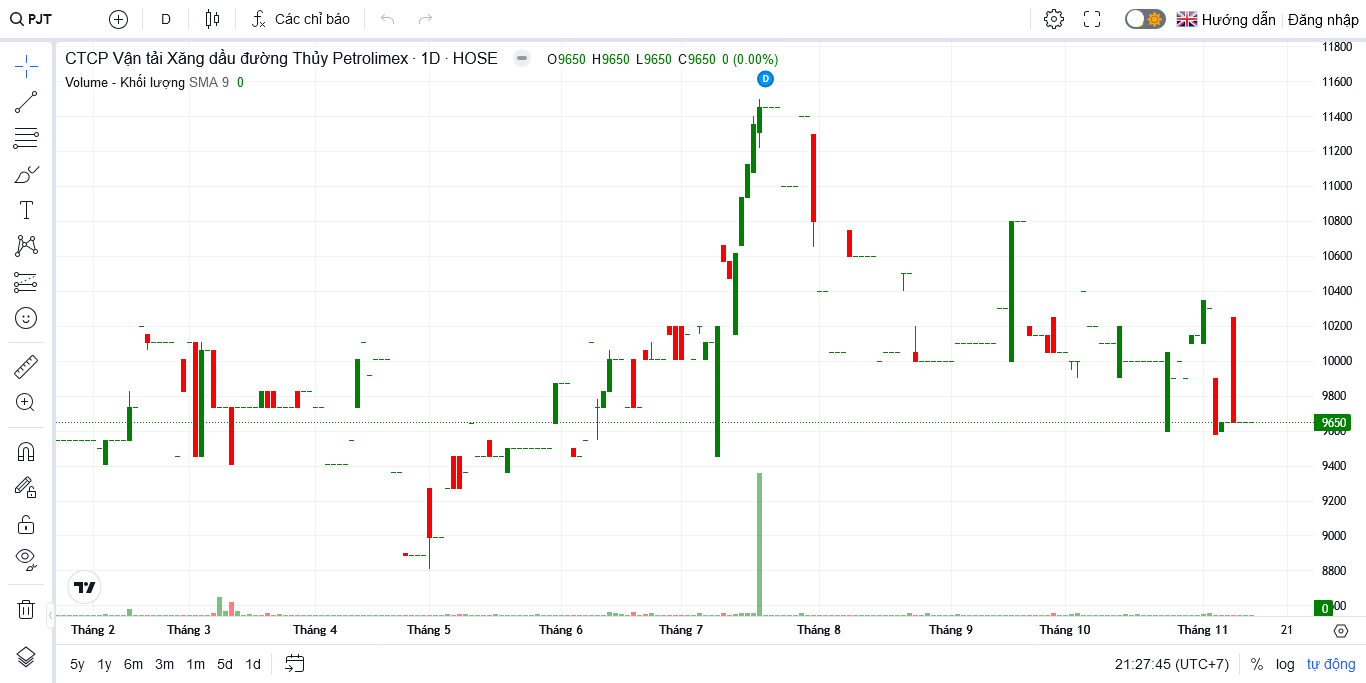 PJT D Các chỉ báo Hướng dẫn Đăng nhập
CTCP Vận tải Xăng dầu đường Thủy Petrolimex · 1D · HOSE O9650 H9650 L9650 C9650 0 (0.00%)
Volume - Khối lượng SMA 9 0
D
11800
11600
11400
11200
11000
10800
10600
10400
10200
10000
9800
9650
9400
9200
9000
8800
0
Tháng 2 Tháng 3 Tháng 4 Tháng 5 Tháng 6 Tháng 7 Tháng 8 Tháng 9 Tháng 10 Tháng 11 21
5y 1y 6m 3m 1m 5d 1d 21:27:45 (UTC+7) % log tự động